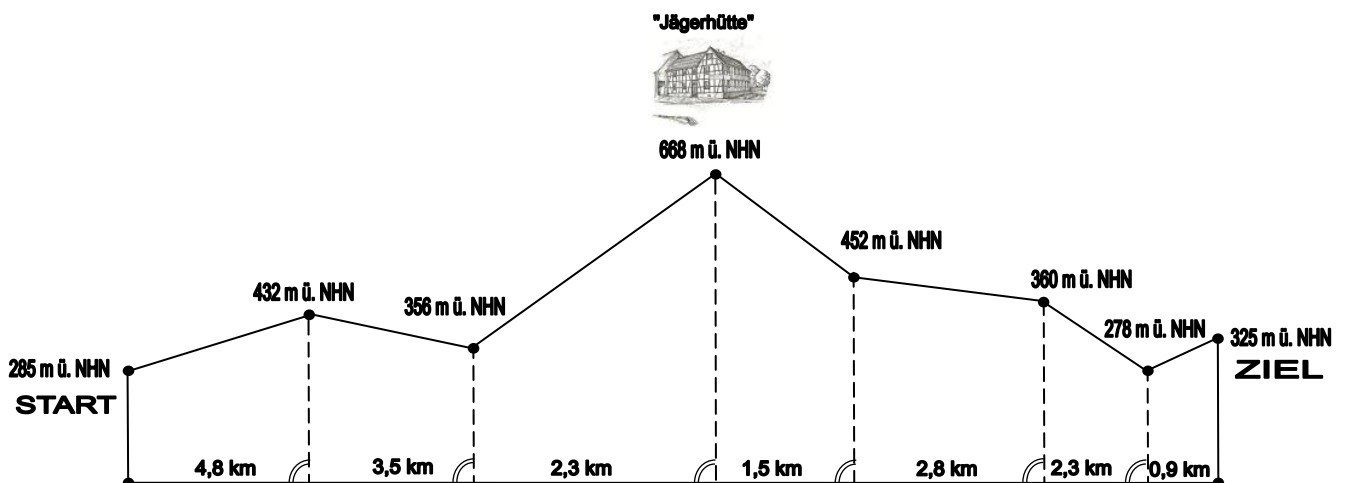 "Jägerhütte"
668 m ü. NHN
452 m ü. NHN
432 m ü. NHN
356 m ü. NHN
360 m ü. NHN
278 m ü. NHN
285 m ü. NHN
START
325 m ü. NHN
ZIEL
4,8 km
3,5 km
2,3 km
1,5 km
2,8 km
2,3 km
0,9 km